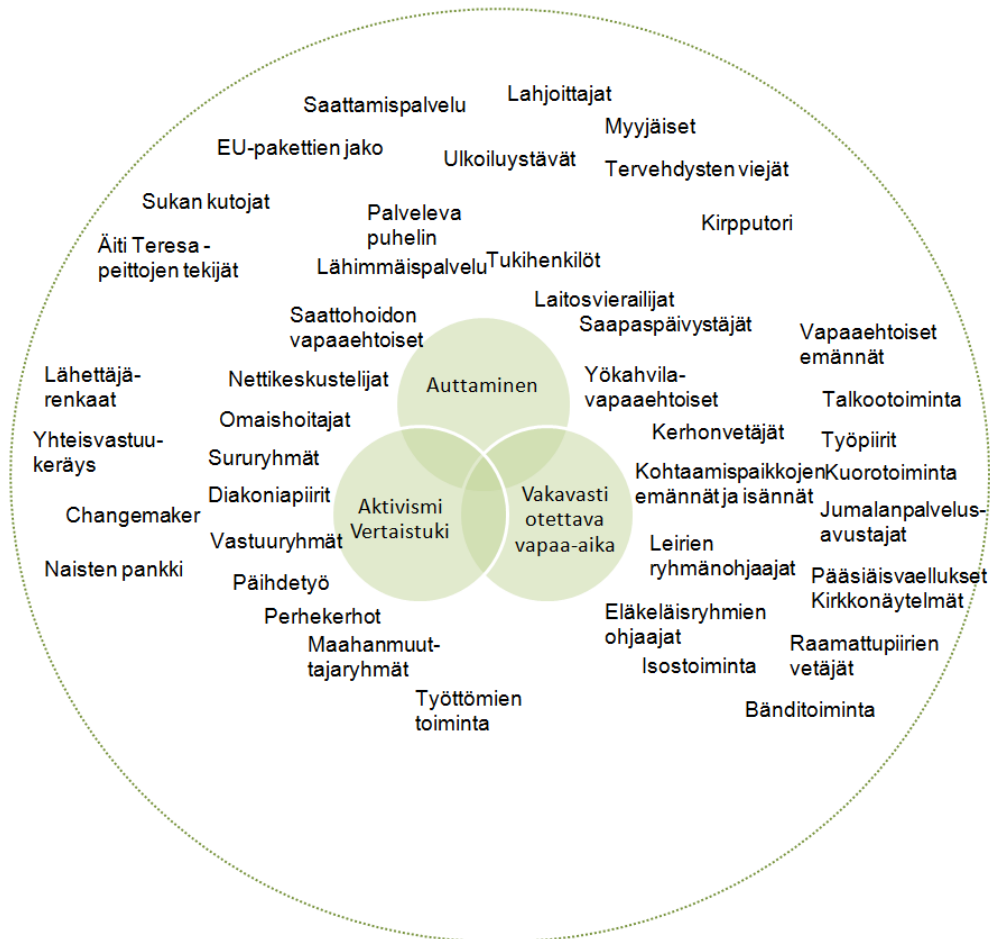 Saattamispalvelu
Lahjoittajat
Myyjäiset
EU-pakettien jako
Ulkoiluystävät
Tervehdysten viejät
Sukan kutojat
Palveleva
puhelin
Kirpputori
Äiti Teresa -
peittojen tekijät
Lähimmäispalvelu
Tukihenkilöt
Laitosvierailijat
Saapaspäivystäjät
Saattohoidon
vapaaehtoiset
Vapaaehtoiset
emännät
Lähettäjä-
renkaat
Nettikeskustelijat
Auttaminen
Yökahvila-
vapaaehtoiset
Talkootoiminta
Omaishoitajat
Kerhonvetäjät
Työpiirit
Yhteisvastuu-
keräys
Sururyhmät
Kohtaamispaikkojen
emännät ja isännät
Kuorotoiminta
Diakoniapiirit
Aktivismi
Vertaistuki
Vakavasti
otettava
vapaa-aika
Changemaker
Jumalanpalvelus-
avustajat
Vastuuryhmät
Leirien
ryhmänohjaajat
Naisten pankki
Päihdetyö
Pääsiäisvaellukset
Kirkkonäytelmät
Perhekerhot
Eläkeläisryhmien
ohjaajat
Maahanmuut-
tajaryhmät
Isostoiminta
Raamattupiirien
vetäjät
Työttömien
toiminta
Bänditoiminta